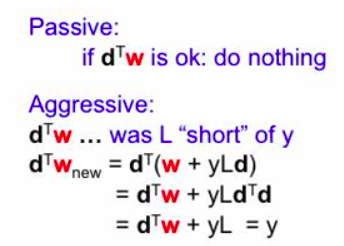 Passive:
if dᵀw is ok: do nothing
Aggressive:
dᵀw ... was L “short” of y
dᵀwₙₑw = dᵀ(w + yLd)
= dᵀw + yLdᵀd
= dᵀw + yL = y